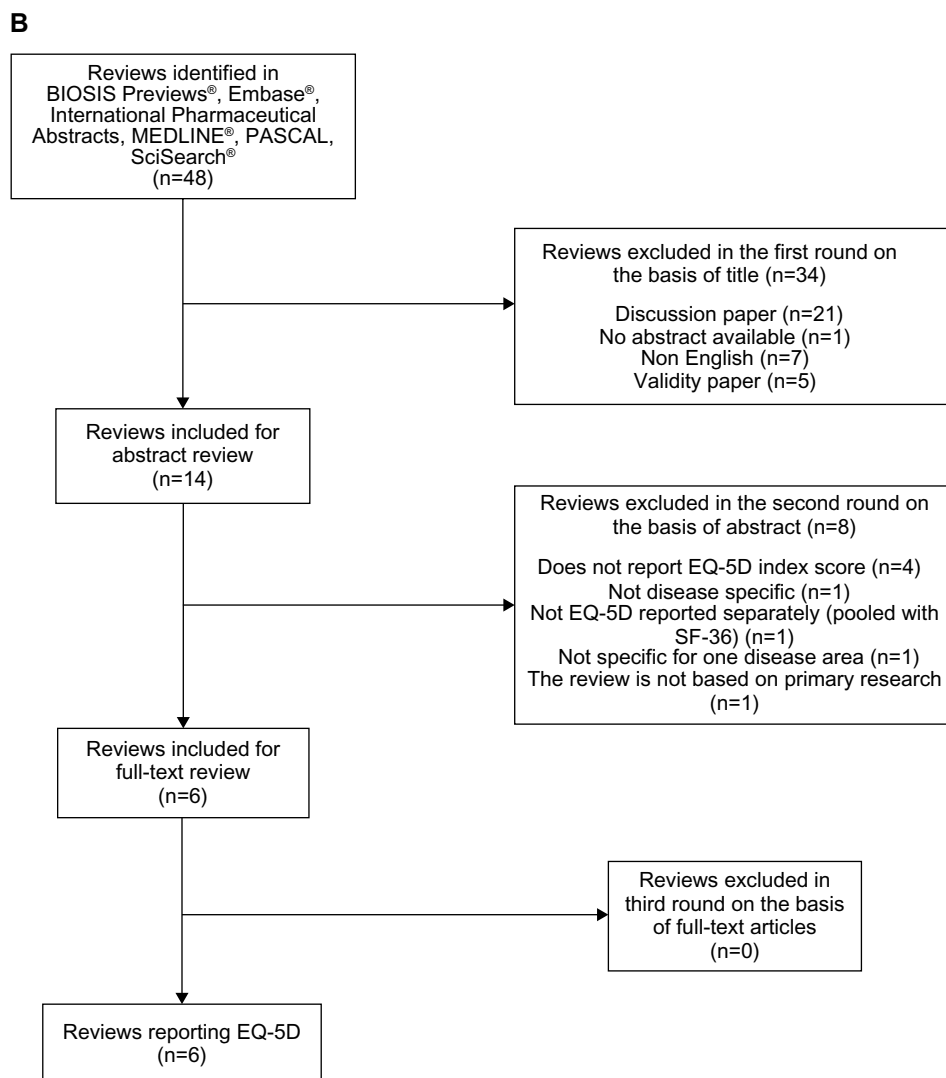 B
Reviews identified in
BIOSIS Previews®, Embase®,
International Pharmaceutical
Abstracts, MEDLINE®, PASCAL,
SciSearch®
(n=48)
Reviews excluded in the first round on
the basis of title (n=34)
Discussion paper (n=21)
No abstract available (n=1)
Non English (n=7)
Validity paper (n=5)
Reviews included for
abstract review
(n=14)
Reviews excluded in the second round on
the basis of abstract (n=8)
Does not report EQ-5D index score (n=4)
Not disease specific (n=1)
Not EQ-5D reported separately (pooled with
SF-36) (n=1)
Not specific for one disease area (n=1)
The review is not based on primary research
(n=1)
Reviews included for
full-text review
(n=6)
Reviews excluded in
third round on the basis
of full-text articles
(n=0)
Reviews reporting EQ-5D
(n=6)